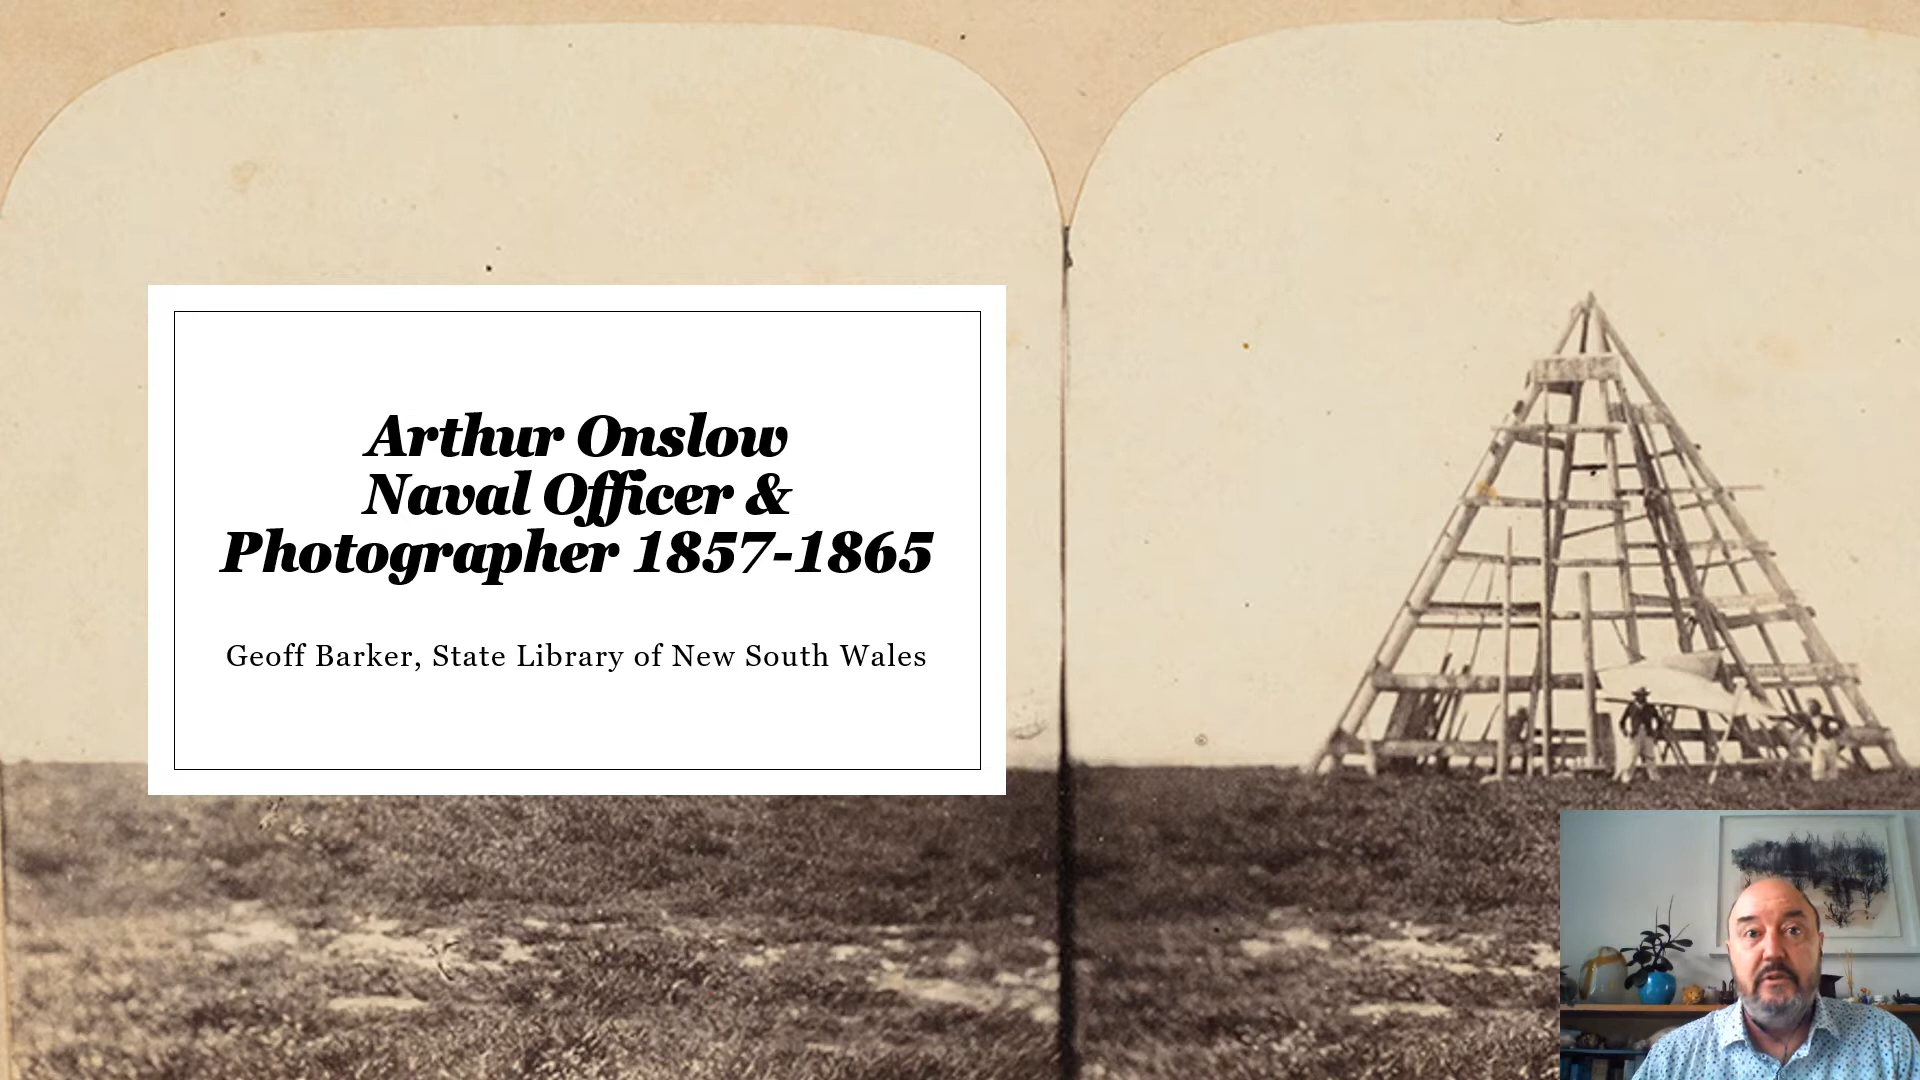 Arthur Onslow
Naval Officer &
Photographer 1857-1865
Geoff Barker, State Library of New South Wales